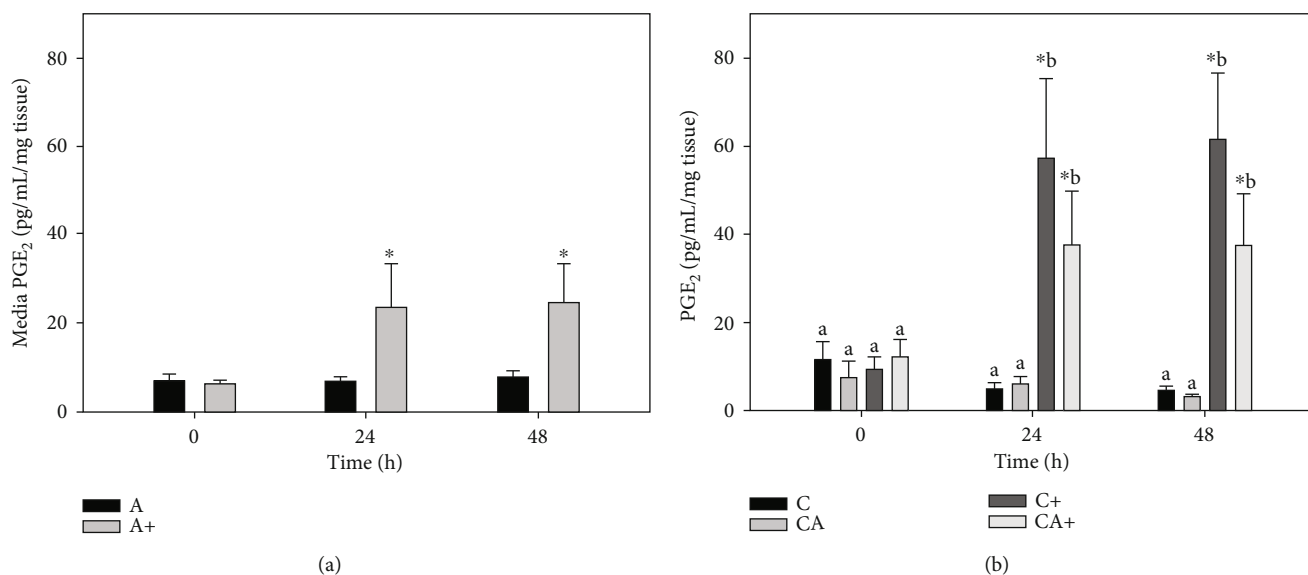 Media PGE₂ (pg/mL/mg tissue)
80
60
40
20
0
*
*
0
24
48
Time (h)
A
A+
(a)
PGE₂ (pg/mL/mg tissue)
80
60
40
20
0
a
a
a
a
a
a
*b
*b
a
a
*b
*b
0
24
48
Time (h)
C
CA
C+
CA+
(b)